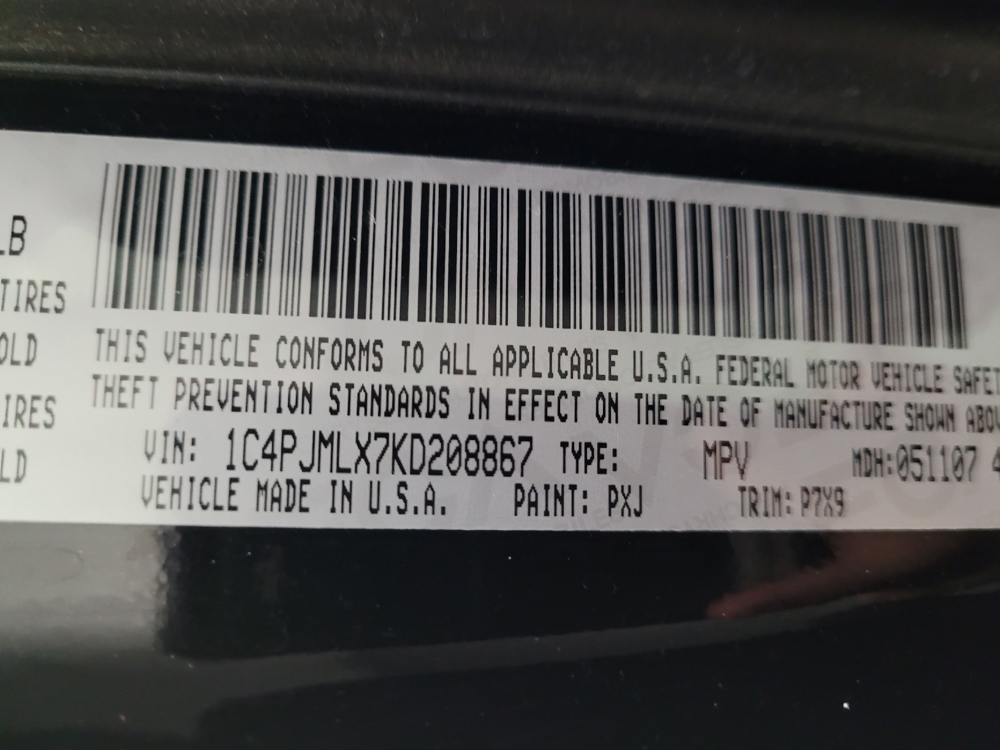 LB
TIRES
OLD
IRES
LD
THIS VEHICLE CONFORMS TO ALL APPLICABLE U.S.A. FEDERAL MOTOR VEHICLE SAFET
THEFT PREVENTION STANDARDS IN EFFECT ON THE DATE OF MANUFACTURE SHOWN ABOV
VIN: 1C4PJMLX7KD208867 TYPE: MPV MDH:051107 4
VEHICLE MADE IN U.S.A. PAINT: PXJ TRIM: P7X9